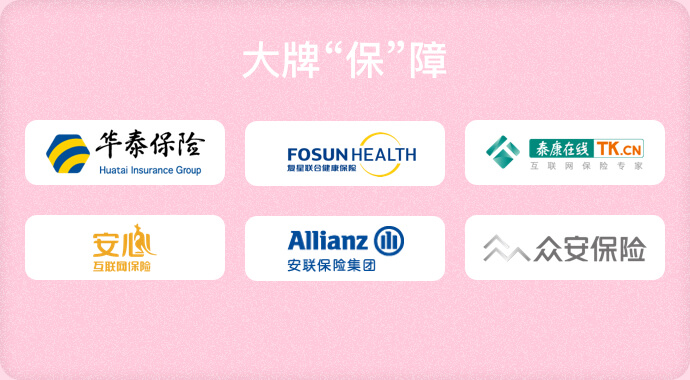 大牌“保”障
华泰保险
Huatai Insurance Group
FOSUN HEALTH
复星联合健康保险
泰康在线 TK.CN
互联网保险专家
安心
互联网保险
Allianz
安联保险集团
众安保险